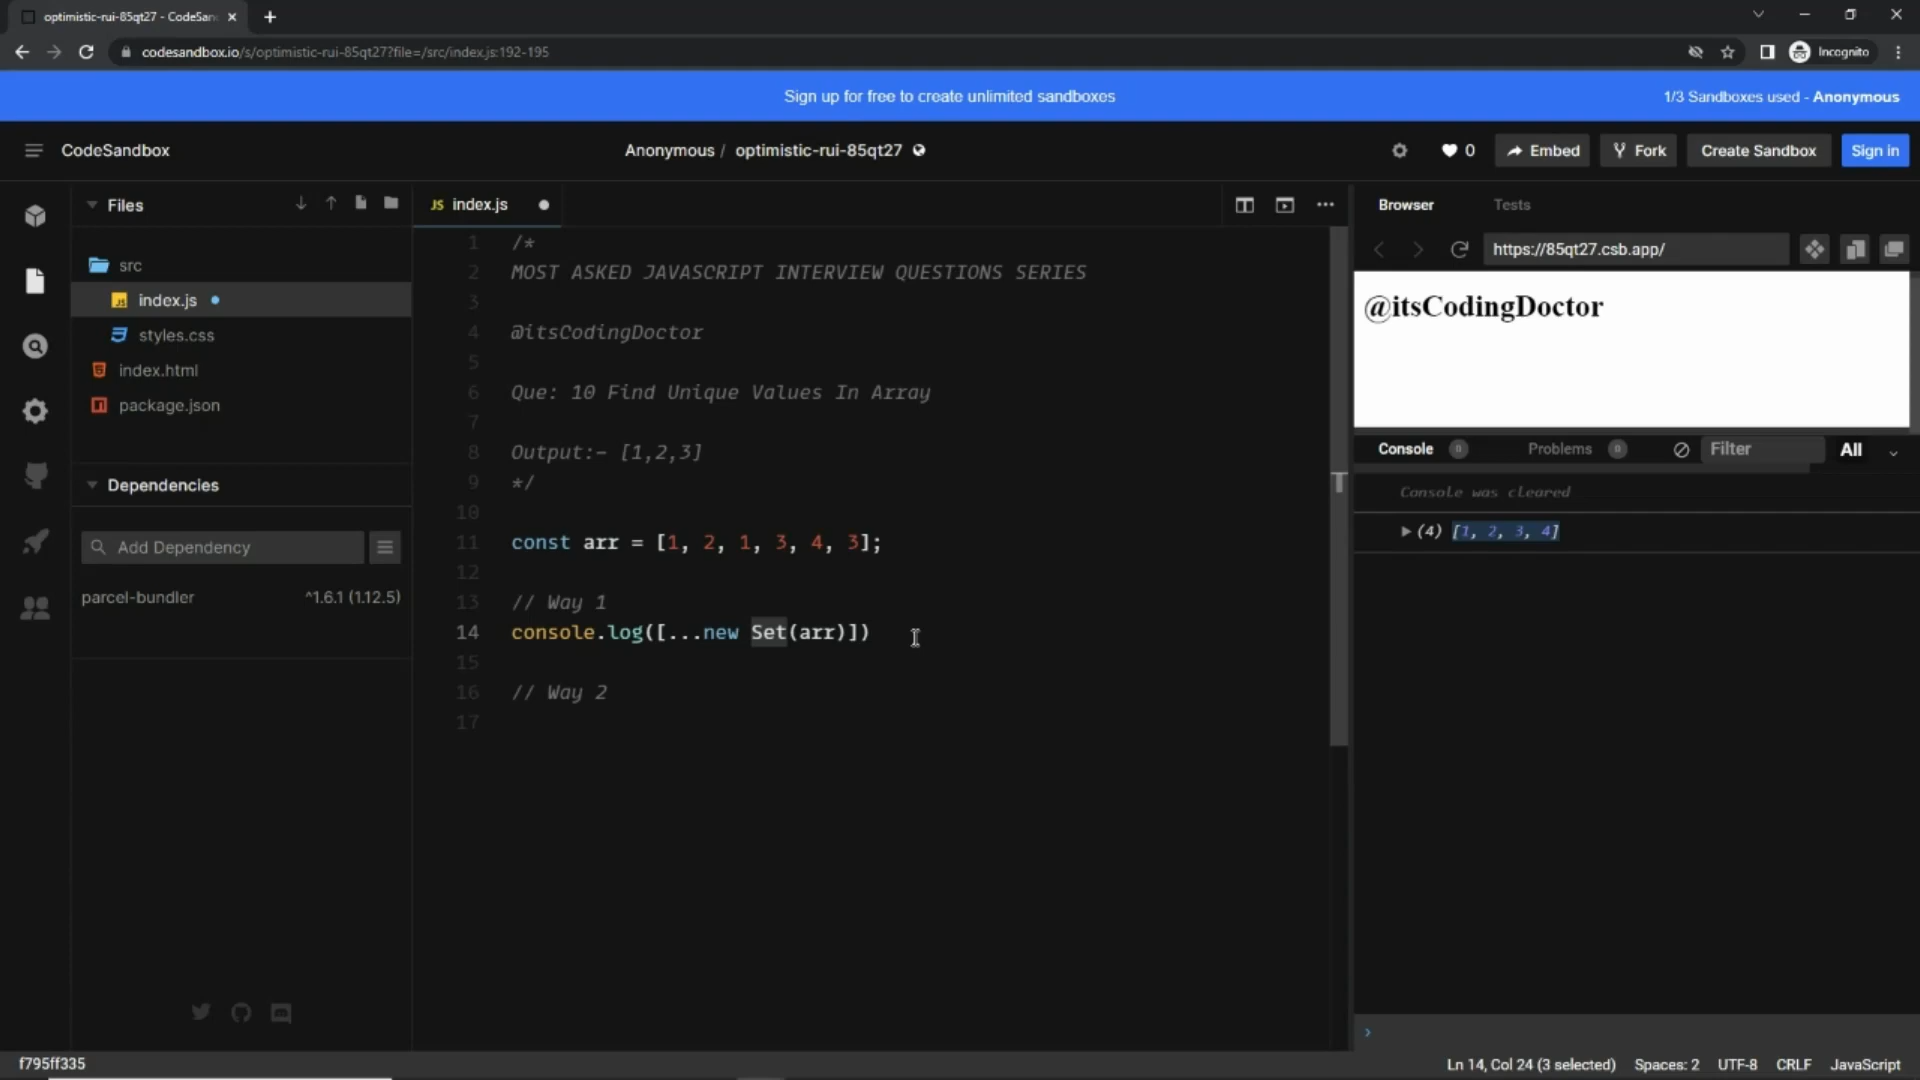 optimistic-rui-85qt27 - CodeSan
codesandbox.io/s/optimistic-rui-85qt27?file=/src/index.js:192-195
Incognito
Sign up for free to create unlimited sandboxes
1/3 Sandboxes used - Anonymous
CodeSandbox
Anonymous / optimistic-rui-85qt27
0
Embed
Fork
Create Sandbox
Sign in
Files
src
JS index.js
styles.css
index.html
package.json
Dependencies
Add Dependency
parcel-bundler ^1.6.1 (1.12.5)
JS index.js
1 /*
2 MOST ASKED JAVASCRIPT INTERVIEW QUESTIONS SERIES
3
4 @itsCodingDoctor
5
6 Que: 10 Find Unique Values In Array
7
8 Output:- [1,2,3]
9 */
10
11 const arr = [1, 2, 1, 3, 4, 3];
12
13 // Way 1
14 console.log([...new Set(arr)])
15
16 // Way 2
17
Browser Tests
https://85qt27.csb.app/
@itsCodingDoctor
Console 0 Problems 0 Filter All
Console was cleared
(4) [1, 2, 3, 4]
f795ff335
Ln 14, Col 24 (3 selected) Spaces: 2 UTF-8 CRLF JavaScript